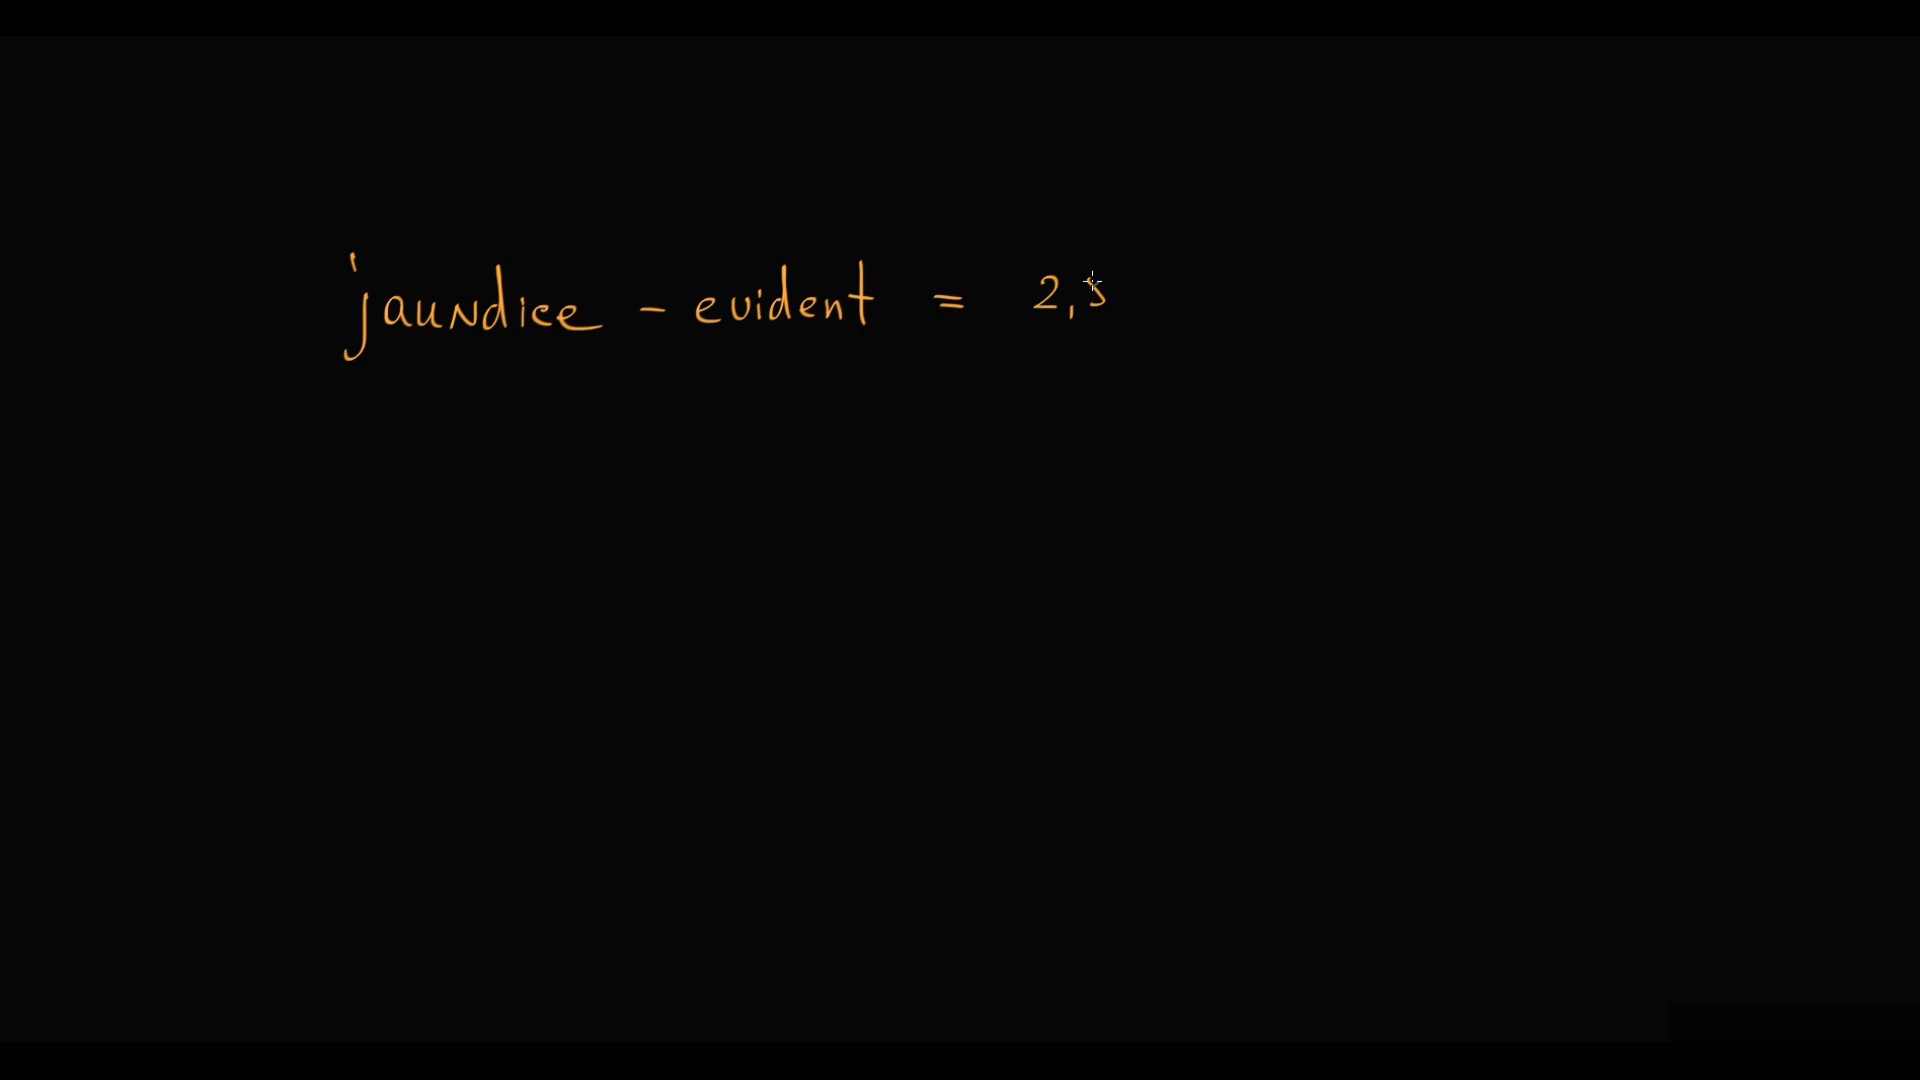 jaundice - evident = 2,5